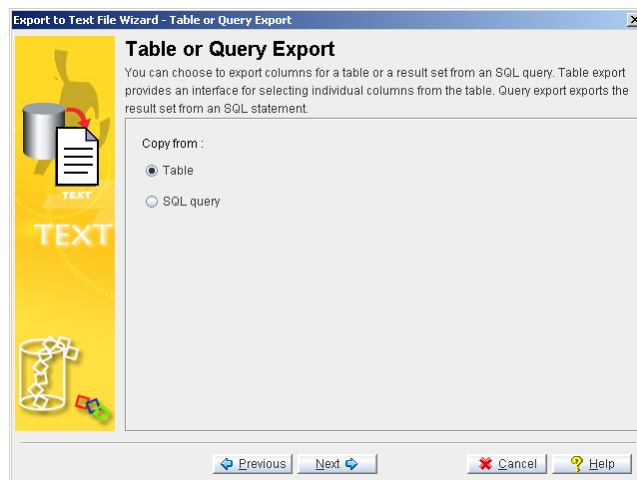 Export to Text File Wizard - Table or Query Export
Table or Query Export
You can choose to export columns for a table or a result set from an SQL query. Table export
provides an interface for selecting individual columns from the table. Query export exports the
result set from an SQL statement.
Copy from :
Table
SQL query
TEXT
TEXT
Previous Next Cancel Help